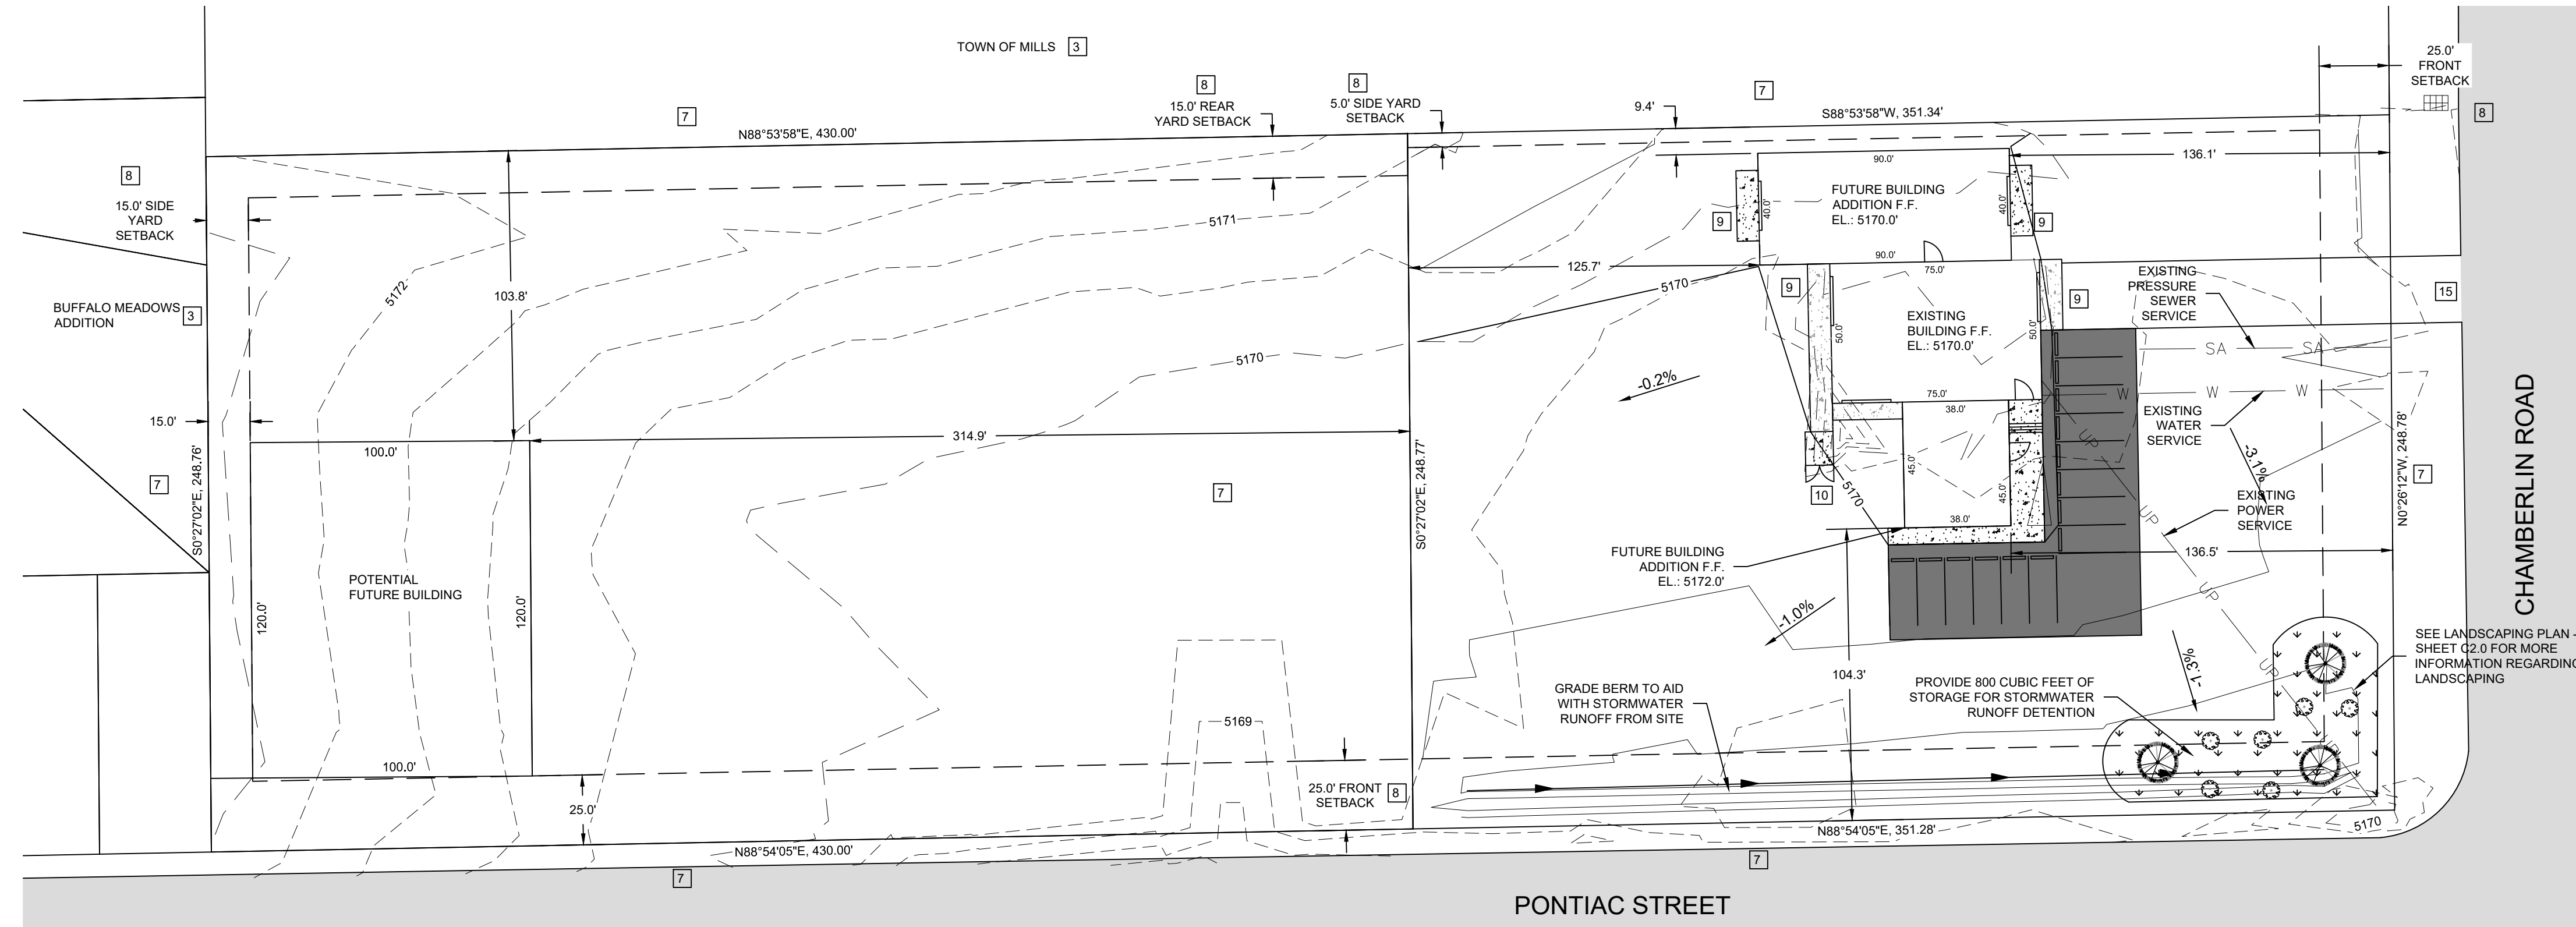 TOWN OF MILLS 3
25.0'
FRONT
SETBACK
8
8
15.0' REAR
YARD SETBACK
8
5.0' SIDE YARD
SETBACK
9.4'
7
S88°53'58"W, 351.34'
7
N88°53'58"E, 430.00'
136.1'
90.0'
8
15.0' SIDE
YARD
SETBACK
FUTURE BUILDING
ADDITION F.F.
EL.: 5170.0'
40.0'
40.0'
9
9
5171
5172
103.8'
125.7'
90.0'
75.0'
5170
9
9
EXISTING
PRESSURE
SEWER
SERVICE
15
BUFFALO MEADOWS
ADDITION
3
EXISTING
BUILDING F.F.
EL.: 5170.0'
50.0'
50.0'
SA
SA
5170
-0.2%
75.0'
38.0'
W
W
W
EXISTING
WATER
SERVICE
15.0'
100.0'
314.9'
S0°27'02"E, 248.76'
S0°27'02"E, 248.77'
N0°26'12"W, 248.78'
CHAMBERLIN ROAD
45.0'
45.0'
UP
-3.1%
7
7
7
10
5170
EXISTING
POWER
SERVICE
UP
38.0'
136.5'
FUTURE BUILDING
ADDITION F.F.
EL.: 5172.0'
POTENTIAL
FUTURE BUILDING
120.0'
120.0'
-1.0%
UP
SEE LANDSCAPING PLAN -
SHEET C2.0 FOR MORE
INFORMATION REGARDING
LANDSCAPING
-1.3%
UP
104.3'
GRADE BERM TO AID
WITH STORMWATER
RUNOFF FROM SITE
PROVIDE 800 CUBIC FEET OF
STORAGE FOR STORMWATER
RUNOFF DETENTION
5169
UP
100.0'
25.0'
25.0' FRONT
SETBACK
8
5170
N88°54'05"E, 351.28'
N88°54'05"E, 430.00'
7
7
PONTIAC STREET